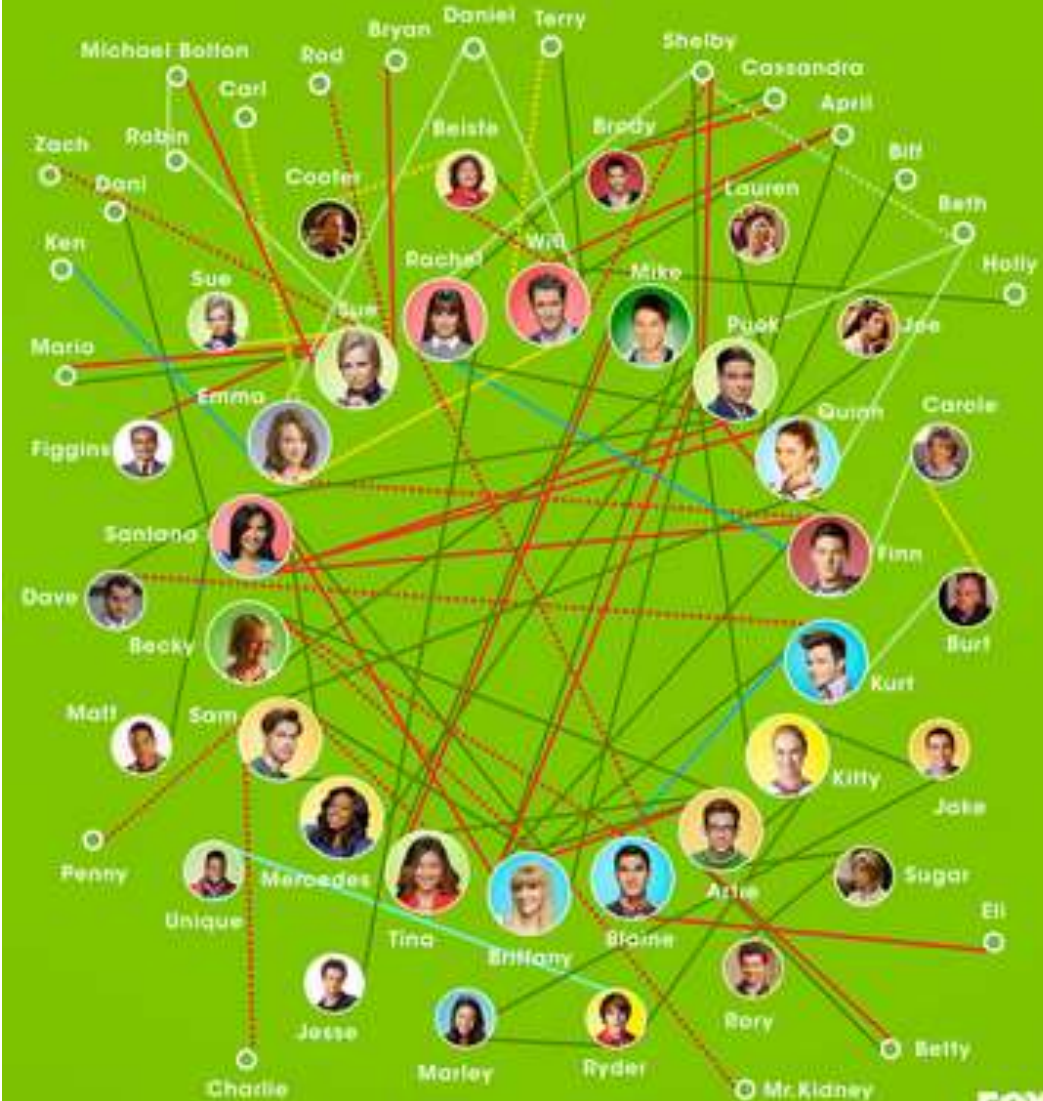 Daniel
Terry
Bryan
Michael Bolton
Rod
Shelby
Cassandra
Carl
April
Zach
Robin
Beiste
Brody
Biff
Dani
Cooter
Lauren
Beth
Ken
Will
Rachel
Mike
Holly
Sue
Sue
Puck
Joe
Mario
Emma
Quinn
Carole
Figgins
Santana
Finn
Dave
Becky
Burt
Kurt
Matt
Sam
Kitty
Jake
Penny
Mercedes
Artie
Sugar
Unique
Eli
Tina
Brittany
Blaine
Jesse
Rory
Betty
Marley
Ryder
Charlie
Mr.Kidney
FOX